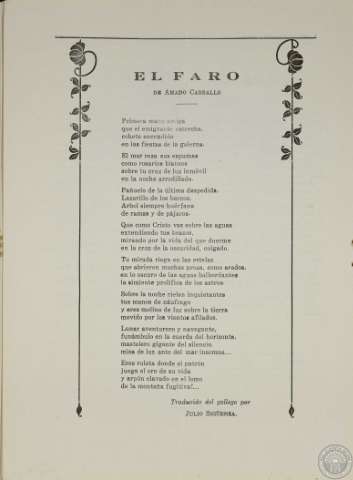 EL FARO
DE AMADO CARBALLO
Primera mano amiga
que el emigrante estrecha,
cohete encendido
en las fiestas de la galerna.
El mar reza sus espumas
como rosarios blancos
sobre la cruz de luz inmóvil
en la noche arrodillado.
Pañuelo de la última despedida.
Lazarillo de los barcos.
Arbol siempre huérfano
de ramas y de pájaros.
Que como Cristo vas sobre las aguas
extendiendo tus brazos,
mirando por la vida del que duerme
en la cruz de la oscuridad, colgado.
Tu mirada riega en las estelas
que abrieron muchas proas, como arados,
en lo oscuro de las aguas
la simiente prolífica de los astros
Sobre la noche rielan inquietantes
tus manos de náufrago
y eres molino de luz sobre la tierra
movido por los vientos afilados.
Lunar aventurero y navegante,
funámbulo en la cuerda del horizonte,
mastelero gigante del silencio,
misa de luz ante del mar insomne...
Eres ruleta donde el patrón
juega el oro de su vida
y arpón clavado en el lomo
de la montaña fugitiva!...
Traducido del gallego por
JULIO SIGÜENZA.